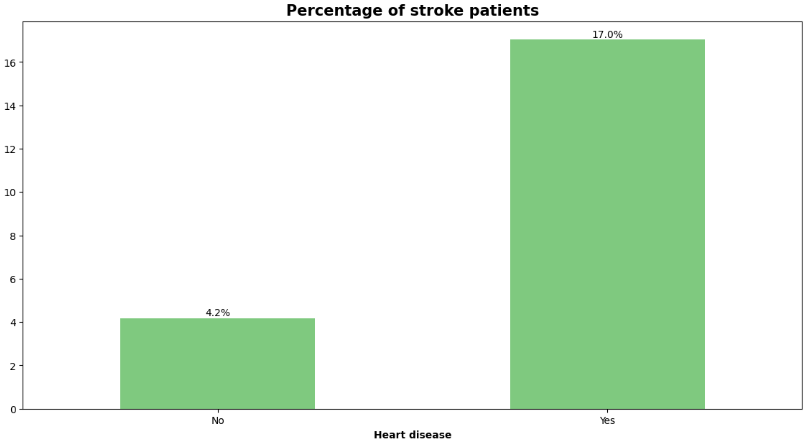 Percentage of stroke patients
16
14
12
10
8
6
4
2
0
4.2%
17.0%
No
Yes
Heart disease